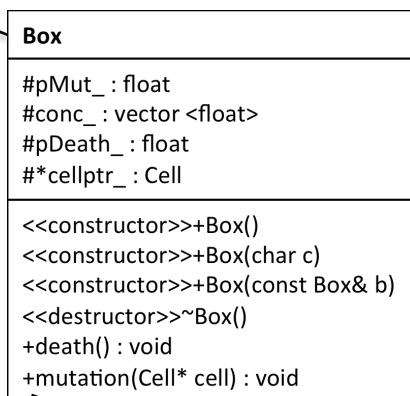 Box
#pMut_ : float
#conc_ : vector <float>
#pDeath_ : float
#*cellptr_ : Cell
<<constructor>>+Box()
<<constructor>>+Box(char c)
<<constructor>>+Box(const Box& b)
<<destructor>>~Box()
+death() : void
+mutation(Cell* cell) : void